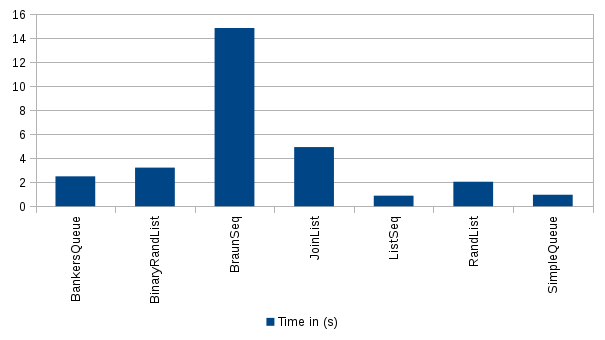 16
14
12
10
8
6
4
2
0
BankersQueue
BinaryRandList
BraunSeq
JoinList
ListSeq
RandList
SimpleQueue
Time in (s)